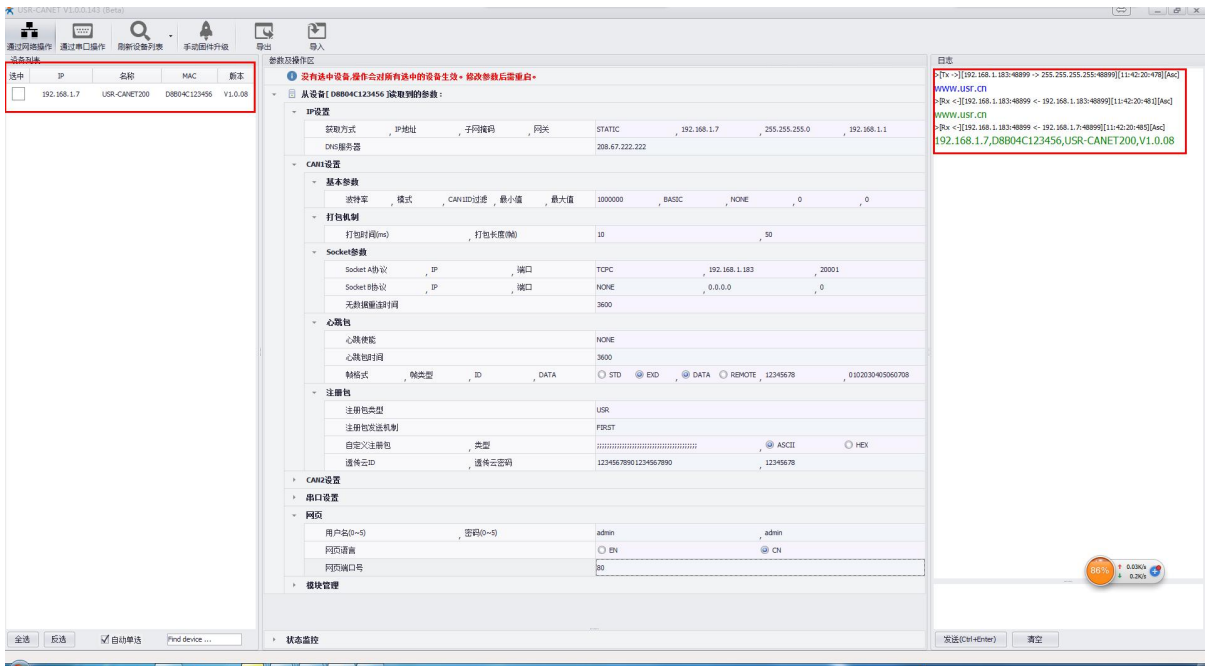 USR-CANET V1.0.0.143 (Beta)
通过网络操作 通过串口操作 刷新设备列表 手动固件升级 导出 导入
设备列表
选中 IP 名称 MAC 版本
192.168.1.7 USR-CANET200 D8B04C123456 V1.0.08
全选 反选 自动单选 Find device ...
参数及操作区
没有选中设备,操作会对所有选中的设备生效。修改参数后需重启。
从设备[ D8B04C123456 ]读取到的参数：
IP设置
获取方式 , IP地址 , 子网掩码 , 网关 STATIC , 192.168.1.7 , 255.255.255.0 , 192.168.1.1
DNS服务器 208.67.222.222
CAN1设置
基本参数
波特率 , 模式 , CAN1ID过滤 , 最小值 , 最大值 1000000 , BASIC , NONE , 0 , 0
打包机制
打包时间(ms) , 打包长度(帧) 10 , 50
Socket参数
Socket A协议 , IP , 端口 TCPC , 192.168.1.183 , 20001
Socket B协议 , IP , 端口 NONE , 0.0.0.0 , 0
无数据重连时间 3600
心跳包
心跳使能 NONE
心跳包时间 3600
帧格式 , 帧类型 , ID , DATA STD EXD , DATA REMOTE , 12345678 , 0102030405060708
注册包
注册包类型 USR
注册包发送机制 FIRST
自定义注册包 , 类型 , ASCII HEX
透传云ID , 透传云密码 12345678901234567890 , 12345678
CAN2设置
串口设置
网页
用户名(0~5) , 密码(0~5) admin , admin
网页语言 EN CN
网页端口号 80
模块管理
状态监控
日志
>[Tx ->][192.168.1.183:48899 -> 255.255.255.255:48899][11:42:20:478][Asc]
www.usr.cn
>[Rx <-][192.168.1.183:48899 <- 192.168.1.183:48899][11:42:20:481][Asc]
www.usr.cn
>[Rx <-][192.168.1.183:48899 <- 192.168.1.7:48899][11:42:20:485][Asc]
192.168.1.7,D8B04C123456,USR-CANET200,V1.0.08
86% 0.03K/s
0.2K/s
发送(Ctrl+Enter) 清空